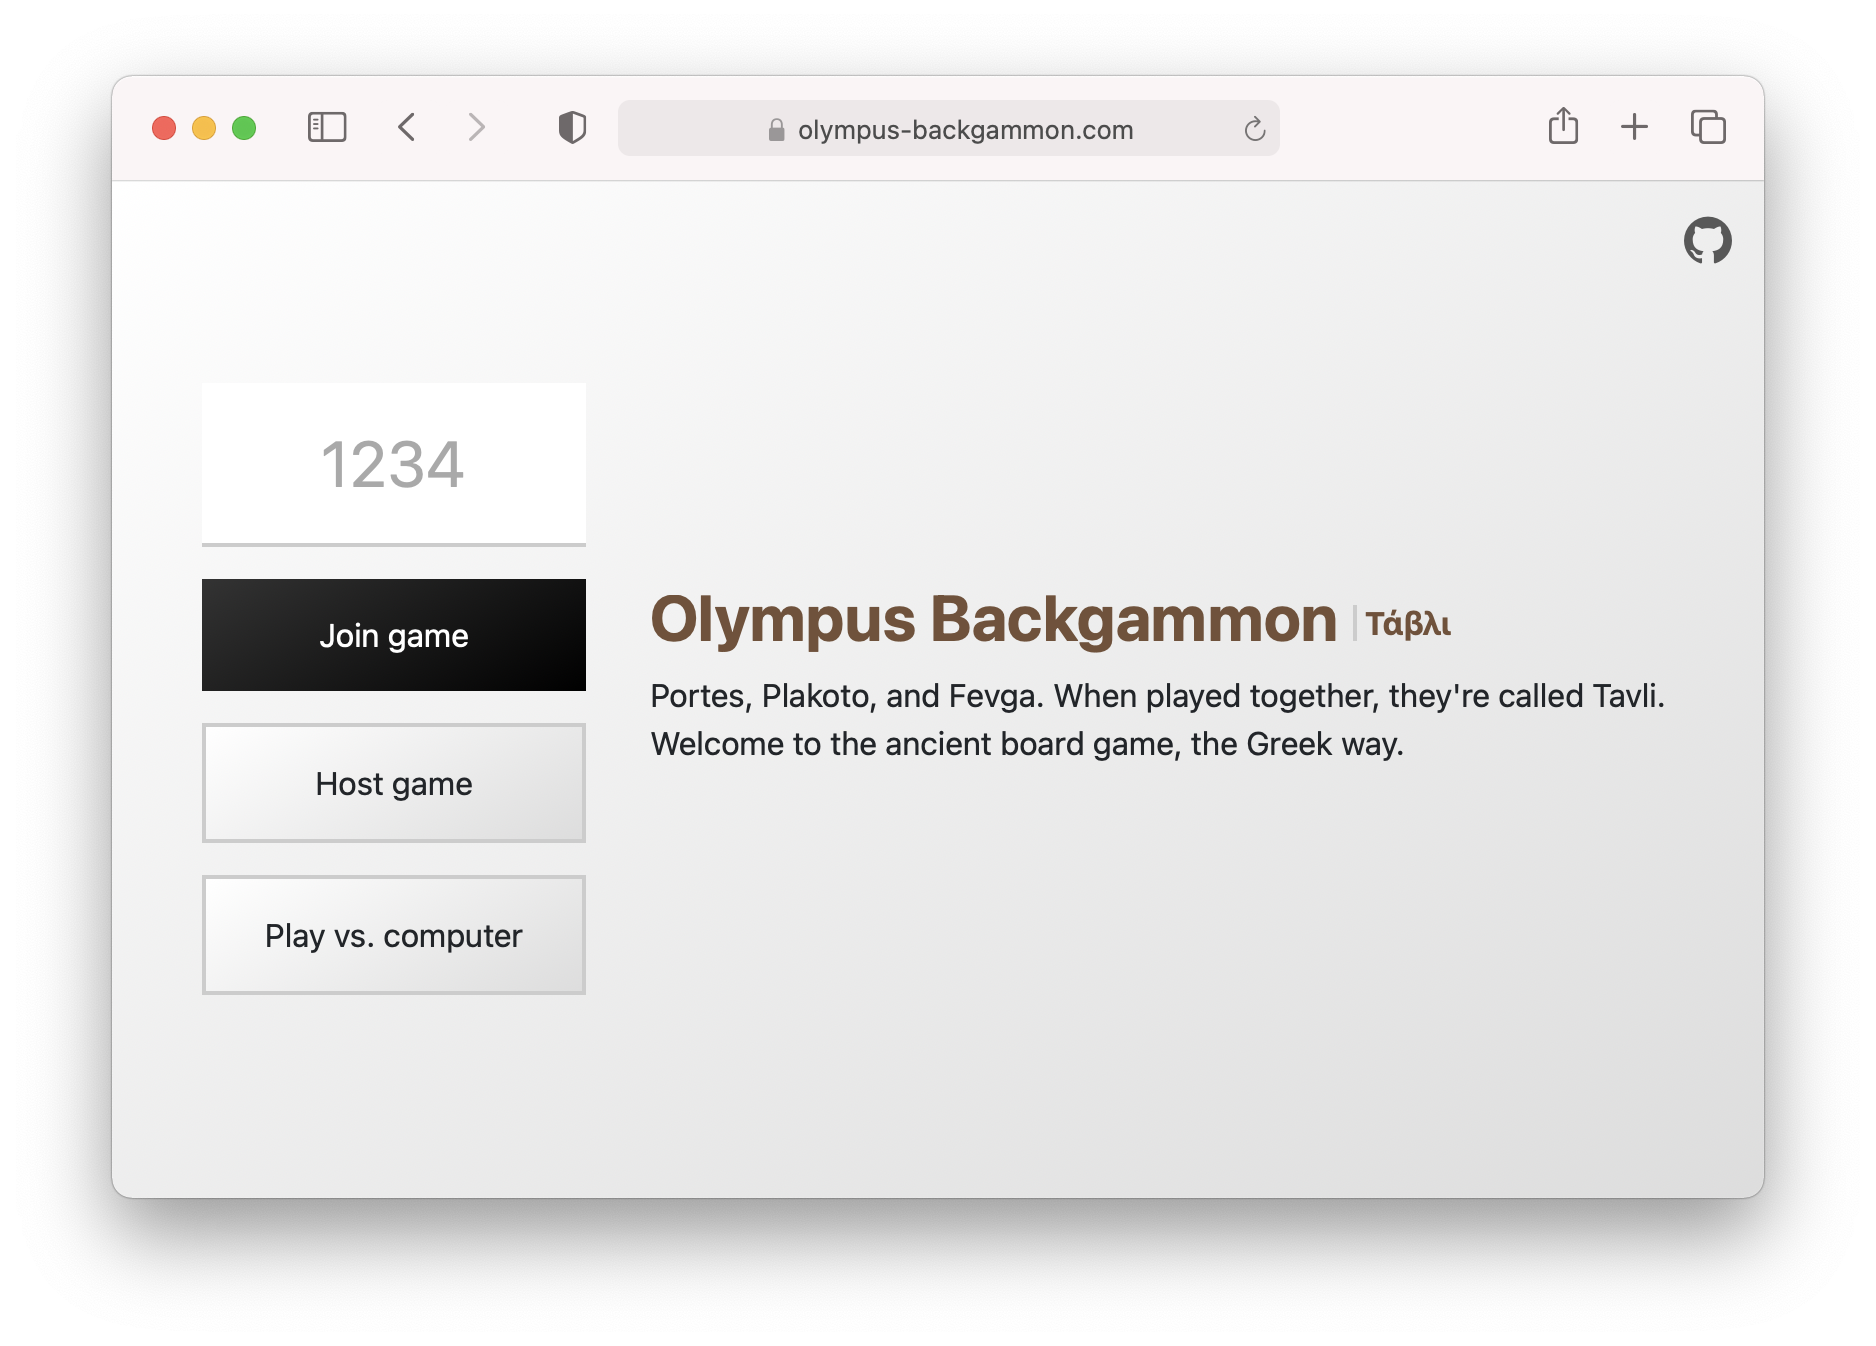 olympus-backgammon.com
1234
Join game
Host game
Play vs. computer
Olympus Backgammon | Τάβλι
Portes, Plakoto, and Fevga. When played together, they're called Tavli.
Welcome to the ancient board game, the Greek way.